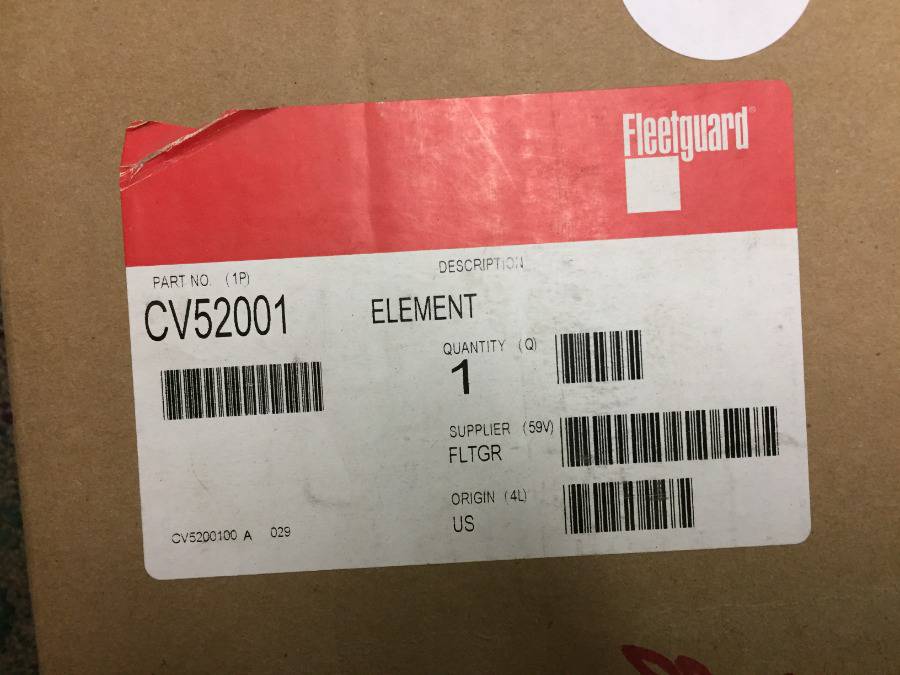 Fleetguard®
PART NO. (1P)
DESCRIPTION
CV52001
ELEMENT
QUANTITY (Q)
1
SUPPLIER (59V)
FLTGR
ORIGIN (4L)
US
CV5200100 A 029